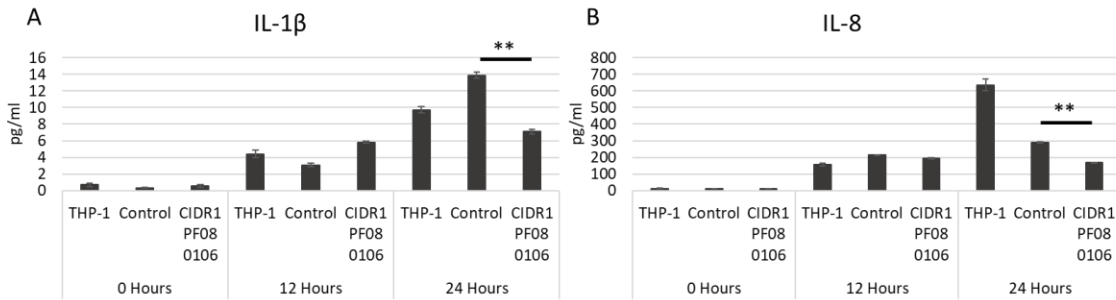 A
IL-1β
**
pg/ml
16
14
12
10
8
6
4
2
0
THP-1 Control CIDR1 THP-1 Control CIDR1 THP-1 Control CIDR1
PF08 PF08 PF08
0106 0106 0106
0 Hours 12 Hours 24 Hours
B
IL-8
**
pg/ml
800
700
600
500
400
300
200
100
0
THP-1 Control CIDR1 THP-1 Control CIDR1 THP-1 Control CIDR1
PF08 PF08 PF08
0106 0106 0106
0 Hours 12 Hours 24 Hours